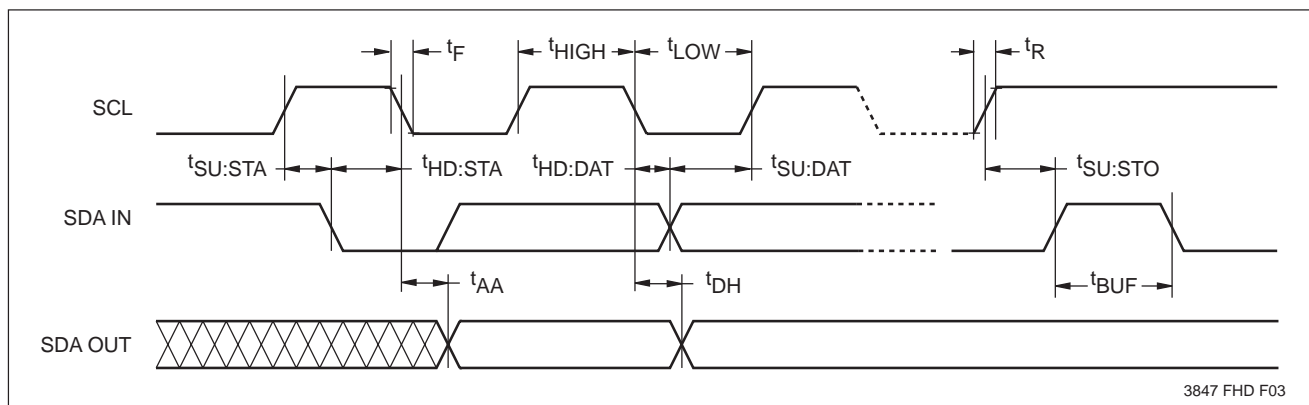 tF
tHIGH
tLOW
tR
SCL
tSU:STA
tHD:STA
tHD:DAT
tSU:DAT
tSU:STO
SDA IN
tAA
tDH
tBUF
SDA OUT
3847 FHD F03